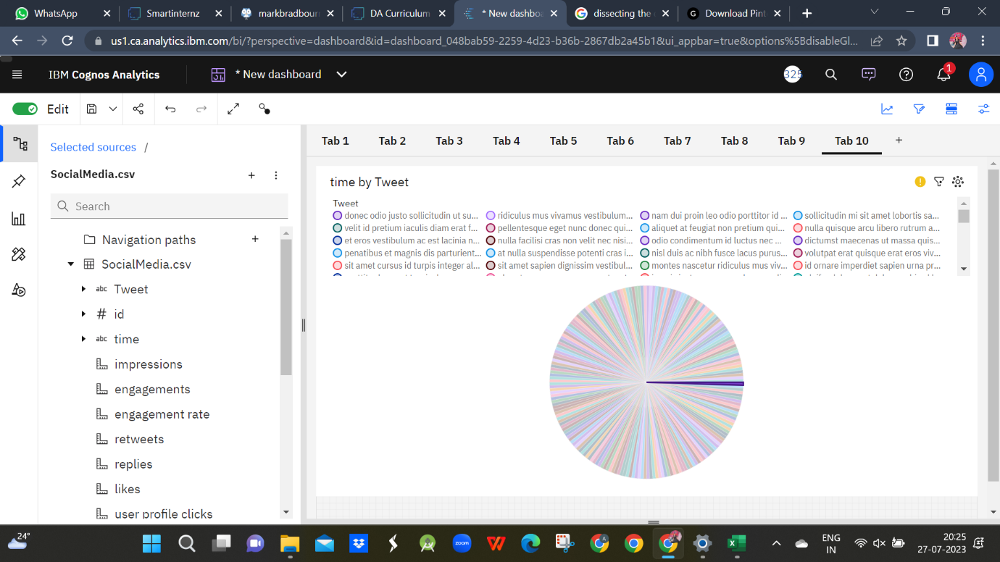 WhatsApp
Smartinternz
markbradbourn
DA Curriculum
* New dashboa
dissecting the
G Download Pint
us1.ca.analytics.ibm.com/bi/?perspective=dashboard&id=dashboard_048bab59-2259-4d23-b36b-2867db2a45b1&ui_appbar=true&options%5BdisableGl...
IBM Cognos Analytics
* New dashboard
325
1
Edit
Tab 1 Tab 2 Tab 3 Tab 4 Tab 5 Tab 6 Tab 7 Tab 8 Tab 9 Tab 10 +
Selected sources /
SocialMedia.csv
Search
Navigation paths
SocialMedia.csv
abc Tweet
# id
abc time
impressions
engagements
engagement rate
retweets
replies
likes
user profile clicks
time by Tweet
Tweet
donec odio justo sollicitudin ut su... ridiculus mus vivamus vestibulum... nam dui proin leo odio porttitor id ... sollicitudin mi sit amet lobortis sa...
velit id pretium iaculis diam erat f... pellentesque eget nunc donec qui... aliquet at feugiat non pretium qui... nulla quisque arcu libero rutrum a...
et eros vestibulum ac est lacinia n... nulla facilisi cras non velit nec nisi... odio condimentum id luctus nec ... dictumst maecenas ut massa quis...
penatibus et magnis dis parturient... at nulla suspendisse potenti cras i... nisl duis ac nibh fusce lacus purus... volutpat erat quisque erat eros viv...
sit amet cursus id turpis integer al... sit amet sapien dignissim vestibul... montes nascetur ridiculus mus viv... id ornare imperdiet sapien urna pr...
24°
zoom
ENG
IN
20:25
27-07-2023